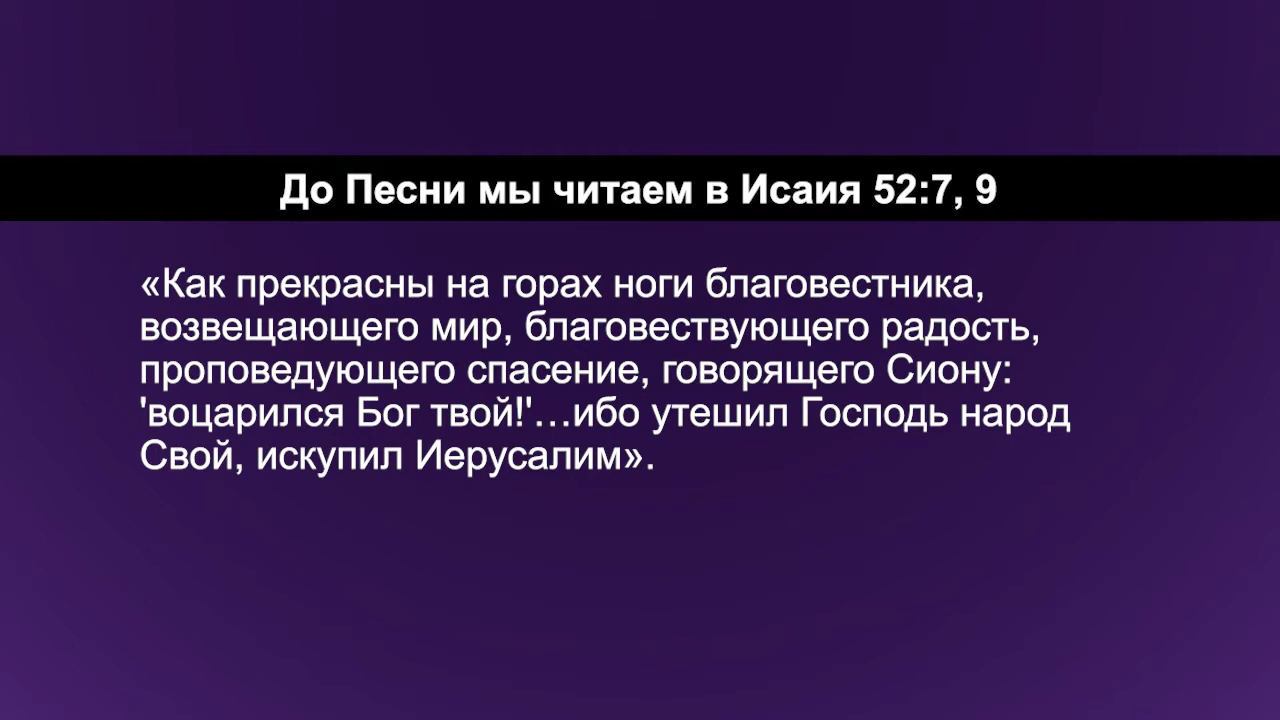 До Песни мы читаем в Исаия 52:7, 9
«Как прекрасны на горах ноги благовестника,
возвещающего мир, благовествующего радость,
проповедующего спасение, говорящего Сиону:
'воцарился Бог твой!'…ибо утешил Господь народ
Свой, искупил Иерусалим».